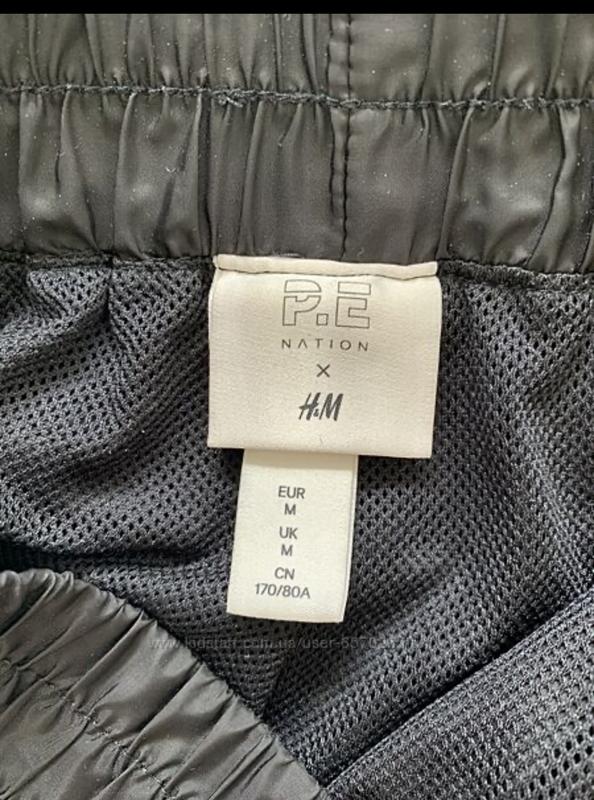 P.E
NATION
X
H&M
EUR
M
UK
M
CN
170/80A